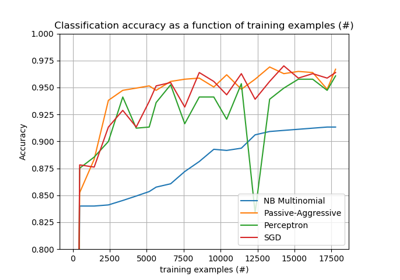 Classification accuracy as a function of training examples (#)
1.000
0.975
0.950
0.925
0.900
0.875
0.850
0.825
0.800
Accuracy
NB Multinomial
Passive-Aggressive
Perceptron
SGD
0 2500 5000 7500 10000 12500 15000 17500
training examples (#)